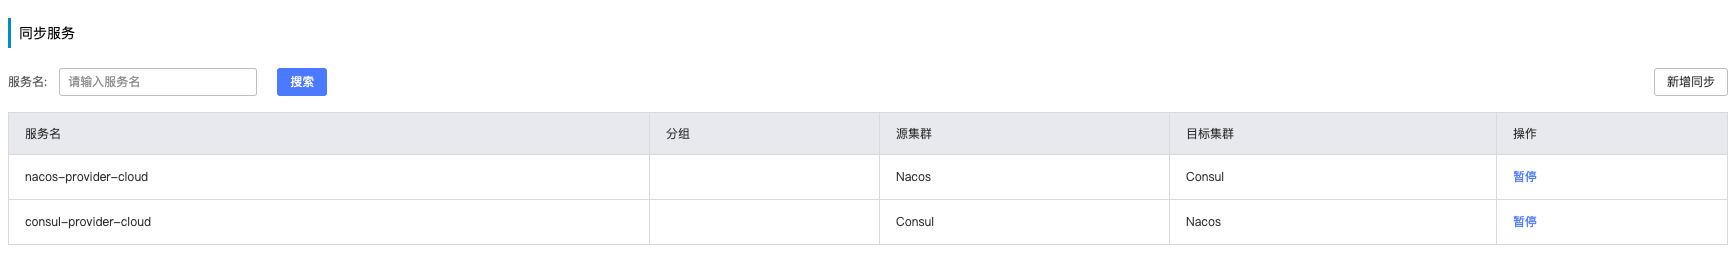 同步服务
服务名: 请输入服务名 搜索 新增同步
服务名 分组 源集群 目标集群 操作
nacos-provider-cloud Nacos Consul 暂停
consul-provider-cloud Consul Nacos 暂停